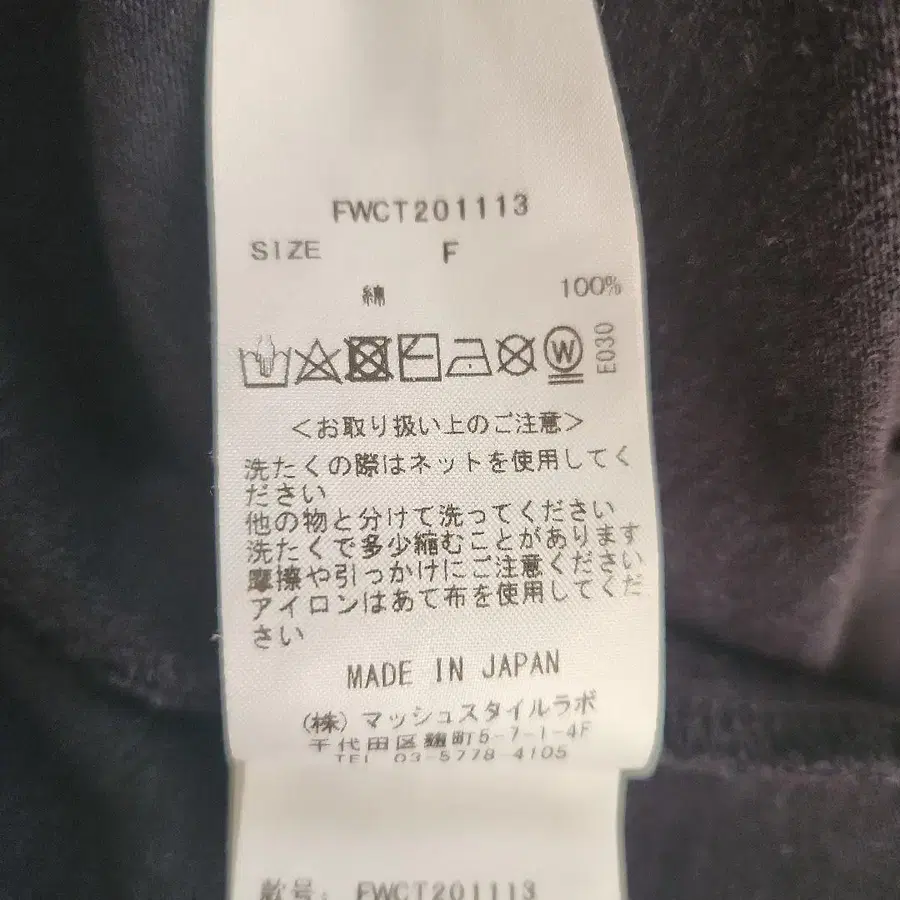 FWCT201113
SIZE F
綿 100%
W
E030
<お取り扱い上のご注意>
洗たくの際はネットを使用してく
ださい
他の物と分けて洗ってください
洗たくで多少縮むことがあります
摩擦や引っかけにご注意ください
アイロンはあて布を使用してくだ
さい
MADE IN JAPAN
(株)マッシュスタイルラボ
千代田区麹町5-7-1-4F
TEL 03-5778-4105
款号: FWCT201113